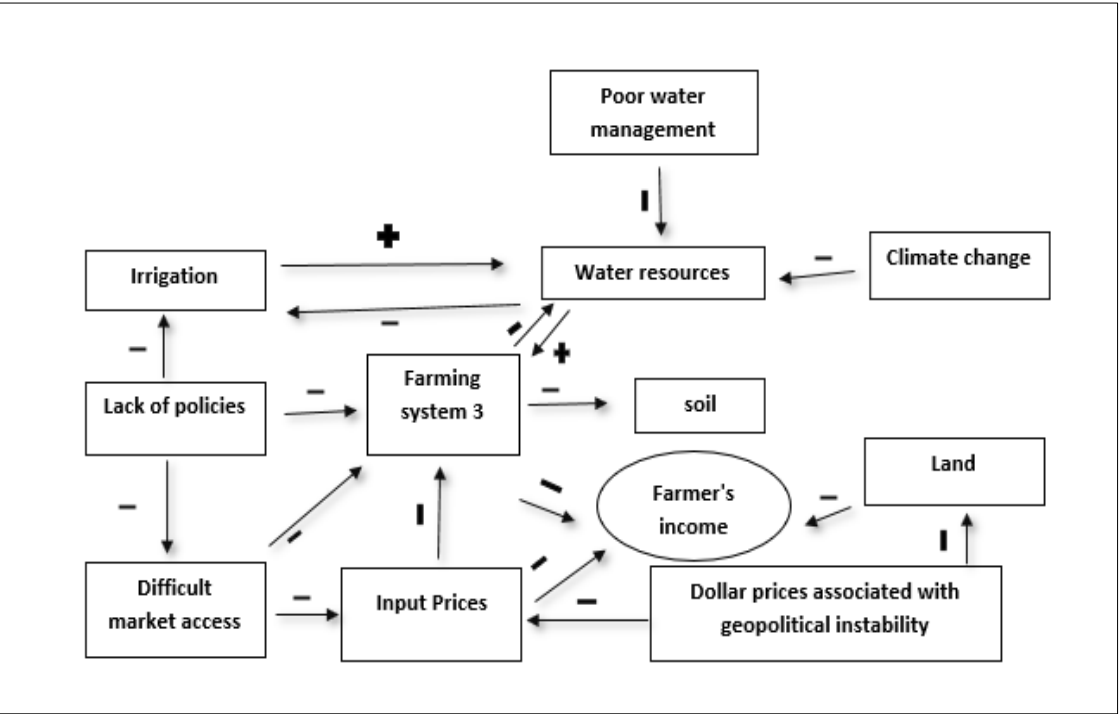 Poor water
management
Irrigation
Water resources
Climate change
Lack of policies
Farming
system 3
soil
Farmer's
income
Land
Difficult
market access
Input Prices
Dollar prices associated with
geopolitical instability